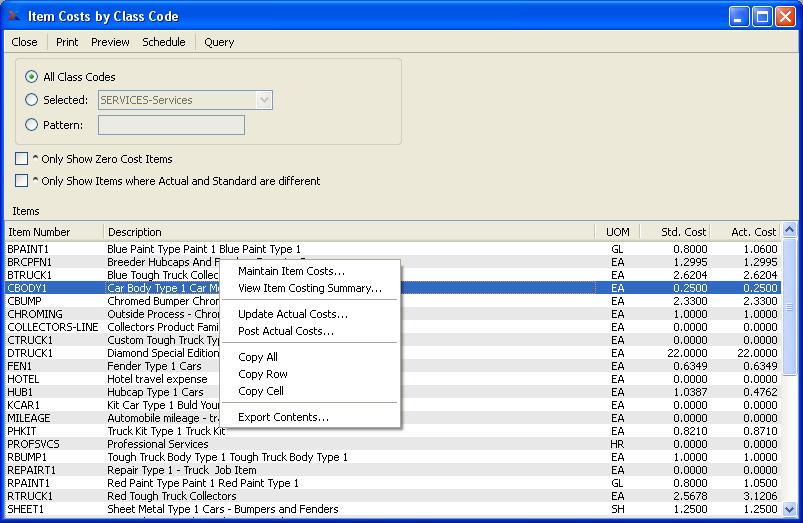 Item Costs by Class Code
Close Print Preview Schedule Query
All Class Codes
Selected: SERVICES-Services
Pattern:
^ Only Show Zero Cost Items
^ Only Show Items where Actual and Standard are different
Items
Item Number Description UOM Std. Cost Act. Cost
BPAINT1 Blue Paint Type Paint 1 Blue Paint Type 1 GL 0.8000 1.0600
BRCPFN1 Breeder Hubcaps And EA 1.2995 1.2995
BTRUCK1 Blue Tough Truck Collec EA 2.6204 2.6204
CBODY1 Car Body Type 1 Car M EA 0.2500 0.2500
CBUMP Chromed Bumper Chrom EA 2.3300 2.3300
CHROMING Outside Process - Chrom EA 1.0000 1.0000
COLLECTORS-LINE Collectors Product Fami EA 0.0000 0.0000
CTRUCK1 Custom Tough Truck Typ EA 0.0000 0.0000
DTRUCK1 Diamond Special Edition EA 22.0000 22.0000
FEN1 Fender Type 1 Cars EA 0.6349 0.6349
HOTEL Hotel travel expense EA 0.0000 0.0000
HUB1 Hubcap Type 1 Cars EA 1.0387 0.4762
KCAR1 Kit Car Type 1 Buld Your EA 0.0000 0.0000
MILEAGE Automobile mileage - tra EA 0.0000 0.0000
PHKIT Truck Kit Type 1 Truck Kit EA 0.8210 0.8710
PROFSVCS Professional Services HR 0.0000 0.0000
RBUMP1 Tough Truck Body Type 1 Tough Truck Body Type 1 EA 1.0000 1.0000
REPAIRT1 Repair Type 1 - Truck Job Item EA 0.0000 0.0000
RPAINT1 Red Paint Type Paint 1 Red Paint Type 1 GL 0.8000 1.0500
RTRUCK1 Red Tough Truck Collectors EA 2.5678 3.1206
SHEET1 Sheet Metal Type 1 Cars - Bumpers and Fenders SH 1.2500 1.2500
Maintain Item Costs...
View Item Costing Summary...
Update Actual Costs...
Post Actual Costs...
Copy All
Copy Row
Copy Cell
Export Contents...